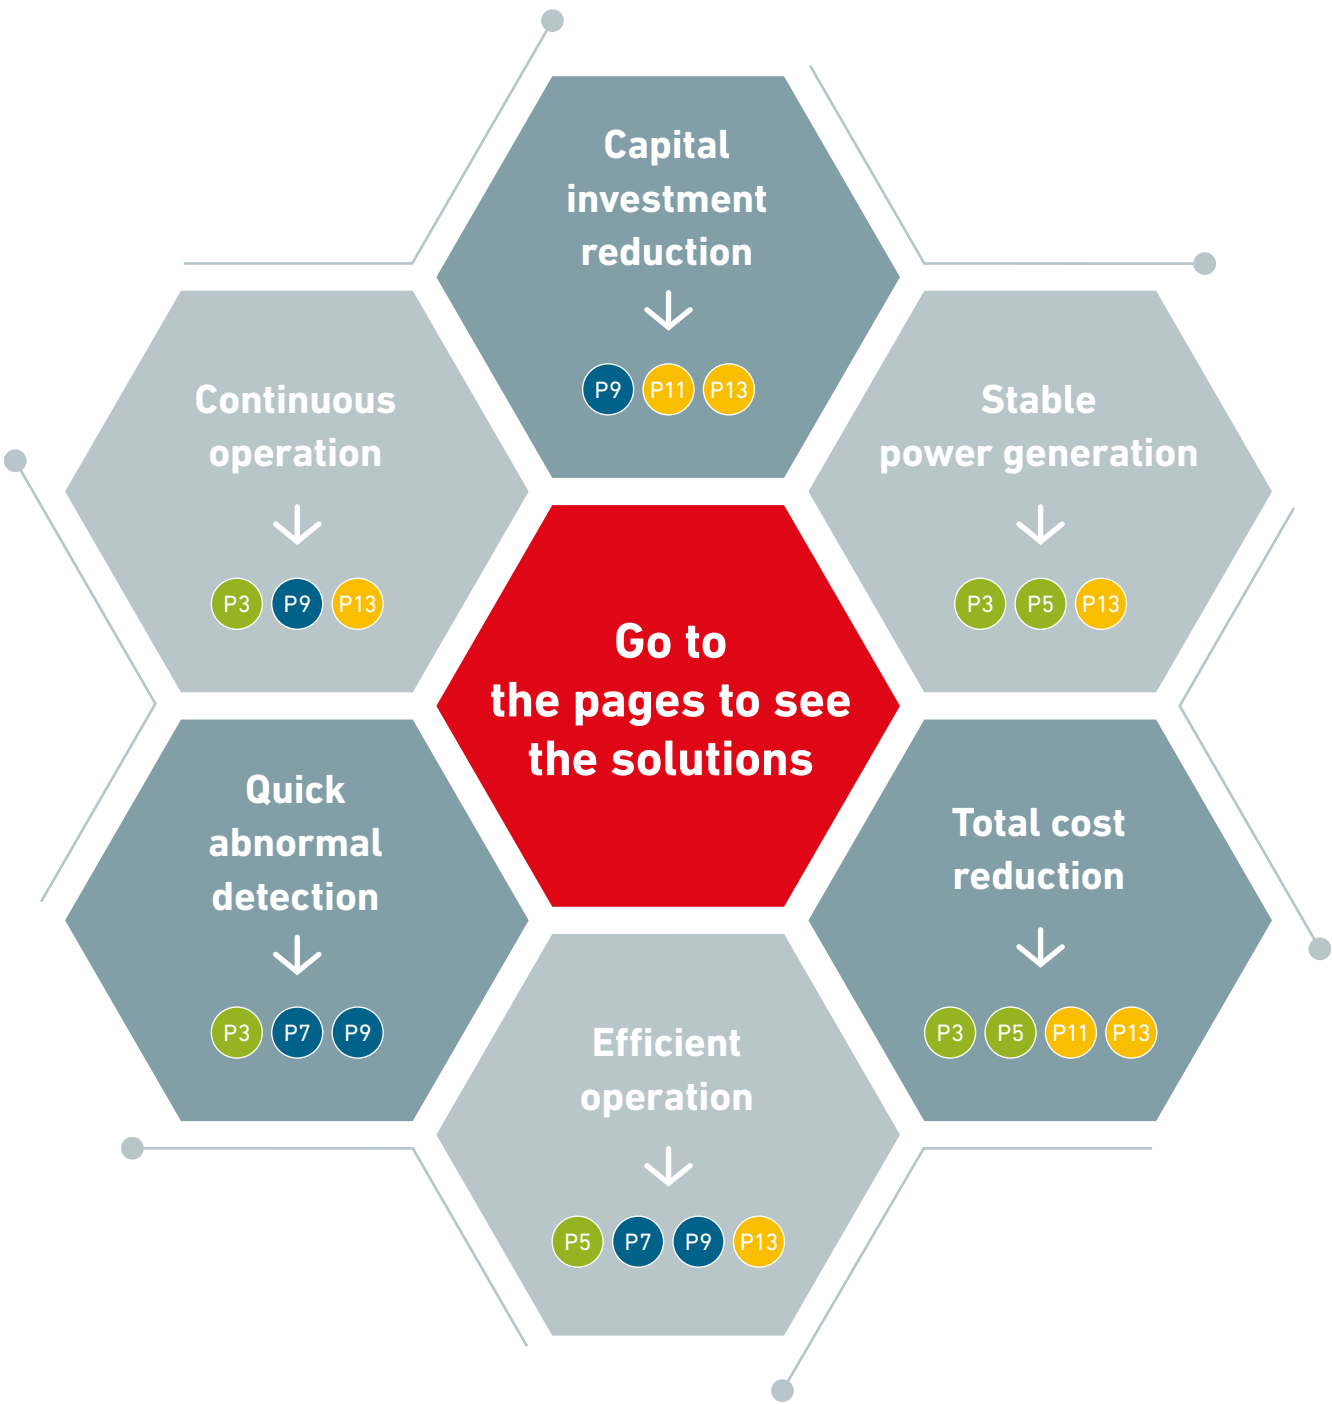 Capital
investment
reduction
P9 P11 P13
Continuous
operation
P3 P9 P13
Stable
power generation
P3 P5 P13
Go to
the pages to see
the solutions
Quick
abnormal
detection
P3 P7 P9
Total cost
reduction
P3 P5 P11 P13
Efficient
operation
P5 P7 P9 P13